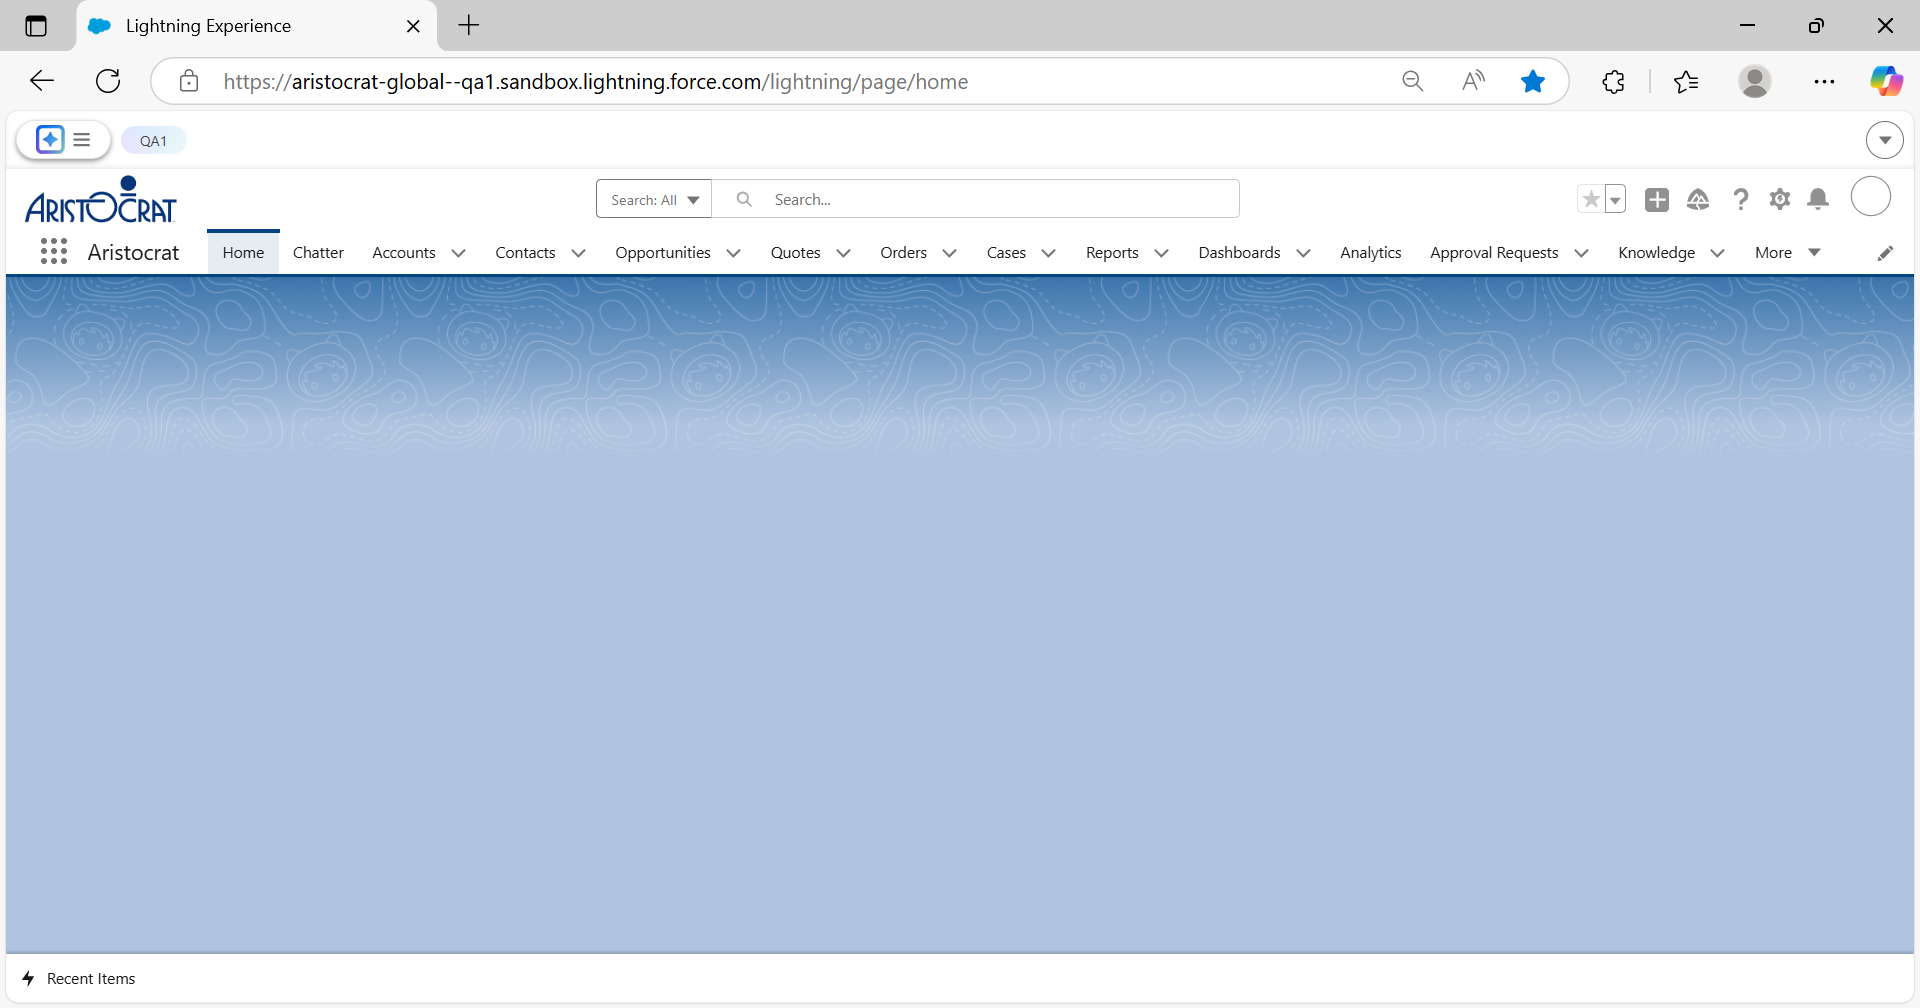 Lightning Experience
https://aristocrat-global--qa1.sandbox.lightning.force.com/lightning/page/home
QA1
ARISTOCRAT
Search: All
Search...
Aristocrat
Home
Chatter
Accounts
Contacts
Opportunities
Quotes
Orders
Cases
Reports
Dashboards
Analytics
Approval Requests
Knowledge
More
Recent Items